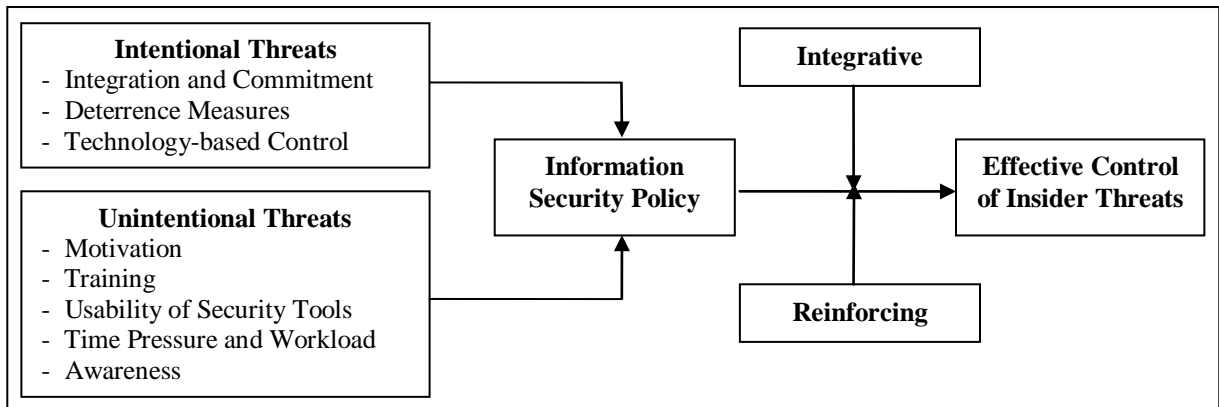 Intentional Threats
- Integration and Commitment
- Deterrence Measures
- Technology-based Control
Unintentional Threats
- Motivation
- Training
- Usability of Security Tools
- Time Pressure and Workload
- Awareness
Information
Security Policy
Integrative
Reinforcing
Effective Control
of Insider Threats